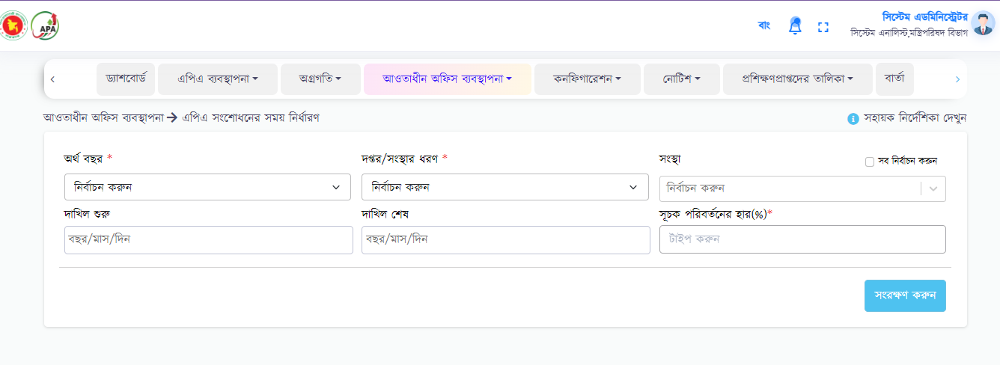 APA
বাং
সিস্টেম এডমিনিস্ট্রেটর
সিস্টেম এনালিস্ট,মন্ত্রিপরিষদ বিভাগ
ড্যাশবোর্ড
এপিএ ব্যবস্থাপনা
অগ্রগতি
আওতাধীন অফিস ব্যবস্থাপনা
কনফিগারেশন
নোটিশ
প্রশিক্ষণপ্রাপ্তদের তালিকা
বার্তা
আওতাধীন অফিস ব্যবস্থাপনা → এপিএ সংশোধনের সময় নির্ধারণ
সহায়ক নির্দেশিকা দেখুন
অর্থ বছর *
দপ্তর/সংস্থার ধরণ *
সংস্থা
সব নির্বাচন করুন
নির্বাচন করুন
নির্বাচন করুন
নির্বাচন করুন
দাখিল শুরু
দাখিল শেষ
সূচক পরিবর্তনের হার(%)*
বছর/মাস/দিন
বছর/মাস/দিন
টাইপ করুন
সংরক্ষণ করুন